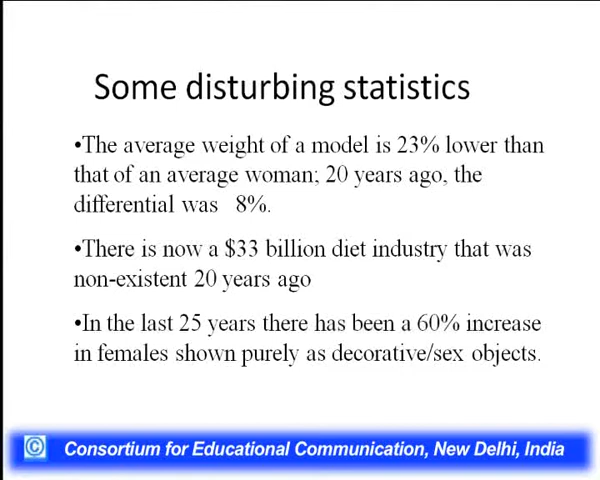 Some disturbing statistics
•The average weight of a model is 23% lower than
that of an average woman; 20 years ago, the
differential was 8%.
•There is now a $33 billion diet industry that was
non-existent 20 years ago
•In the last 25 years there has been a 60% increase
in females shown purely as decorative/sex objects.
© Consortium for Educational Communication, New Delhi, India